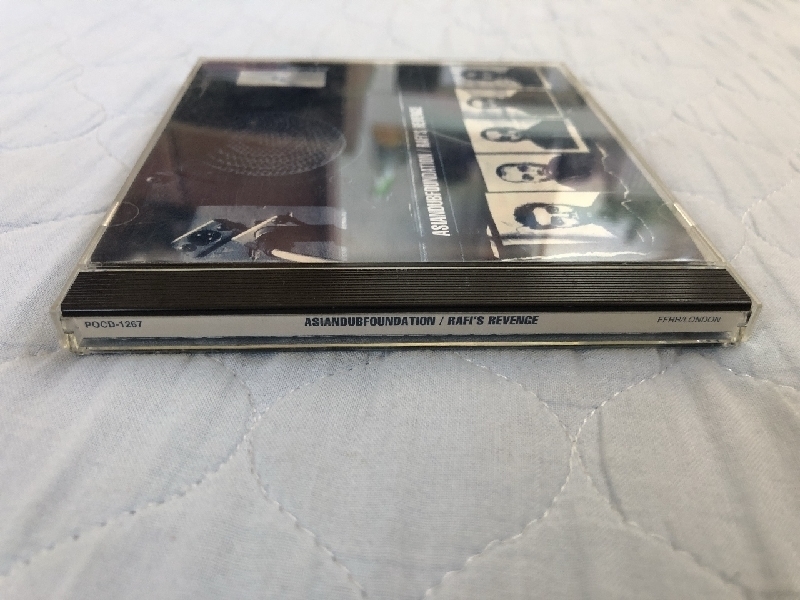 ASIANDUBFOUNDATION / RAFI'S REVENGE
POCD-1267 ASIANDUBFOUNDATION / RAFI'S REVENGE FFRR/LONDON